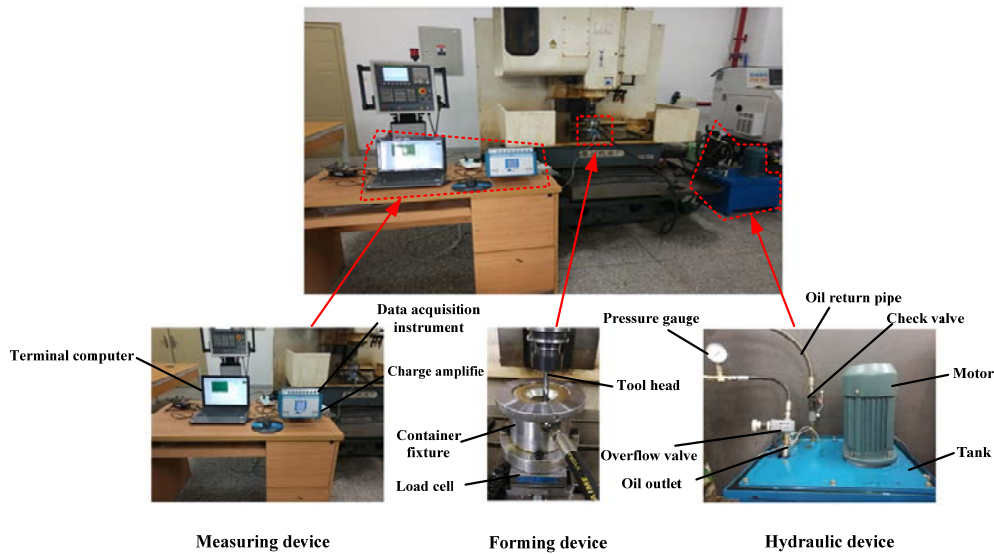 Data acquisition
instrument
Terminal computer
Charge amplifie
Container
fixture
Load cell
Tool head
Pressure gauge
Oil return pipe
Check valve
Motor
Overflow valve
Tank
Oil outlet
Measuring device
Forming device
Hydraulic device